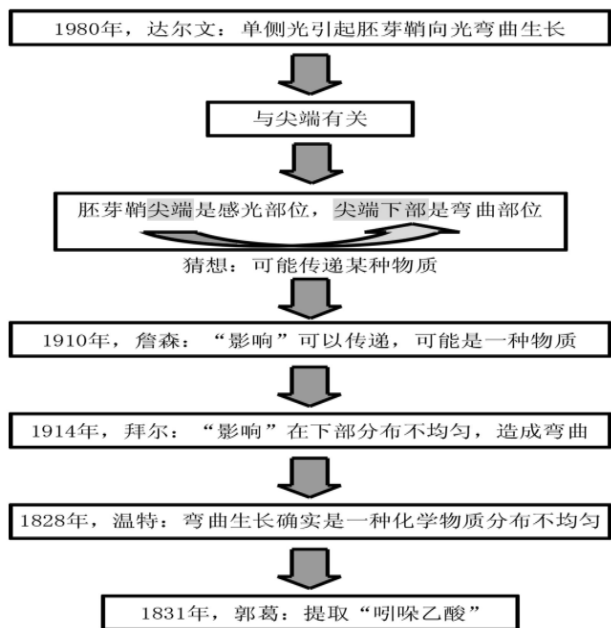 1980年，达尔文：单侧光引起胚芽鞘向光弯曲生长
与尖端有关
胚芽鞘尖端是感光部位，尖端下部是弯曲部位
猜想：可能传递某种物质
1910年，詹森：“影响”可以传递，可能是一种物质
1914年，拜尔：“影响”在下部分布不均匀，造成弯曲
1828年，温特：弯曲生长确实是一种化学物质分布不均匀
1831年，郭葛：提取“吲哚乙酸”